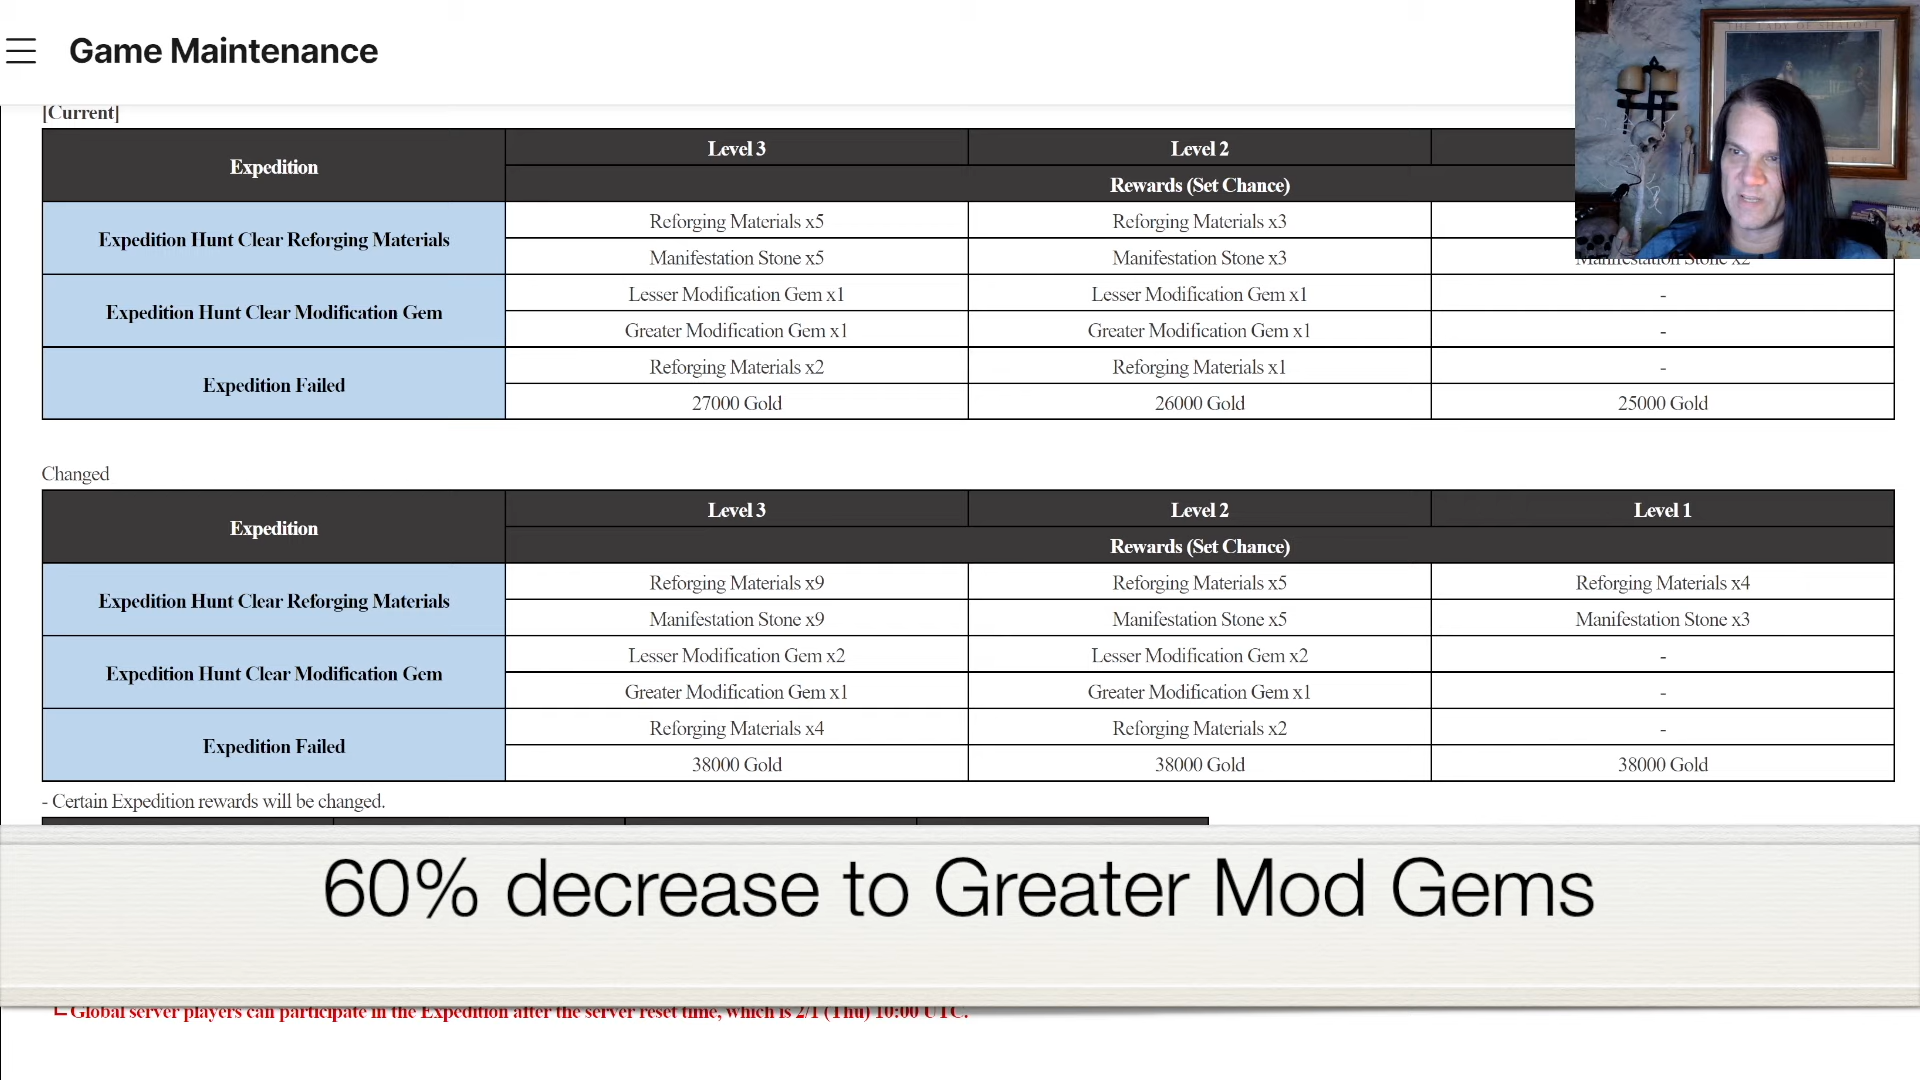 Game Maintenance
THE LADY OF SHALOTT
[Current]
Expedition
Level 3
Level 2
Rewards (Set Chance)
Expedition Hunt Clear Reforging Materials
Reforging Materials x5
Reforging Materials x3
Manifestation Stone x5
Manifestation Stone x3
Manifestation Stone x2
Expedition Hunt Clear Modification Gem
Lesser Modification Gem x1
Lesser Modification Gem x1
-
Greater Modification Gem x1
Greater Modification Gem x1
-
Expedition Failed
Reforging Materials x2
Reforging Materials x1
-
27000 Gold
26000 Gold
25000 Gold
Changed
Expedition
Level 3
Level 2
Level 1
Rewards (Set Chance)
Expedition Hunt Clear Reforging Materials
Reforging Materials x9
Reforging Materials x5
Reforging Materials x4
Manifestation Stone x9
Manifestation Stone x5
Manifestation Stone x3
Expedition Hunt Clear Modification Gem
Lesser Modification Gem x2
Lesser Modification Gem x2
-
Greater Modification Gem x1
Greater Modification Gem x1
-
Expedition Failed
Reforging Materials x4
Reforging Materials x2
-
38000 Gold
38000 Gold
38000 Gold
- Certain Expedition rewards will be changed.
60% decrease to Greater Mod Gems
Global server players can participate in the Expedition after the server reset time, which is 2/1 (Thu) 10:00 UTC.